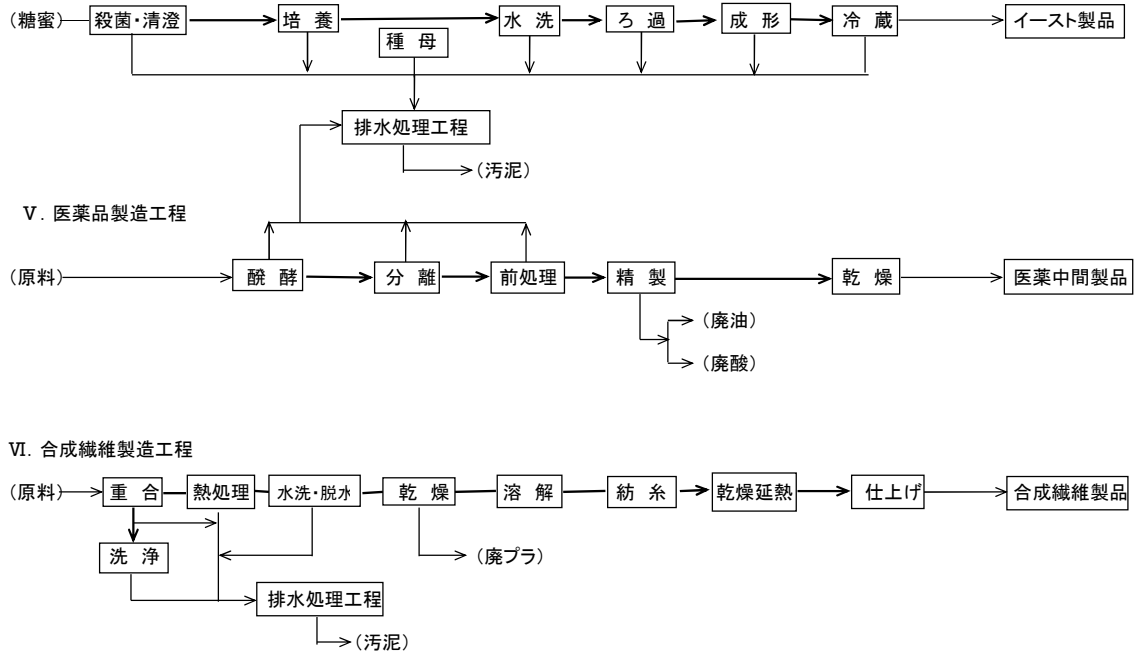 (糖蜜) 殺菌・清澄 培養 水洗 ろ過 成形 冷蔵 イースト製品
種母
排水処理工程
(汚泥)
Ⅴ. 医薬品製造工程
(原料) 醗酵 分離 前処理 精製 乾燥 医薬中間製品
(廃油)
(廃酸)
Ⅵ. 合成繊維製造工程
(原料) 重合 熱処理 水洗・脱水 乾燥 溶解 紡糸 乾燥延熱 仕上げ 合成繊維製品
洗浄 (廃プラ)
排水処理工程
(汚泥)